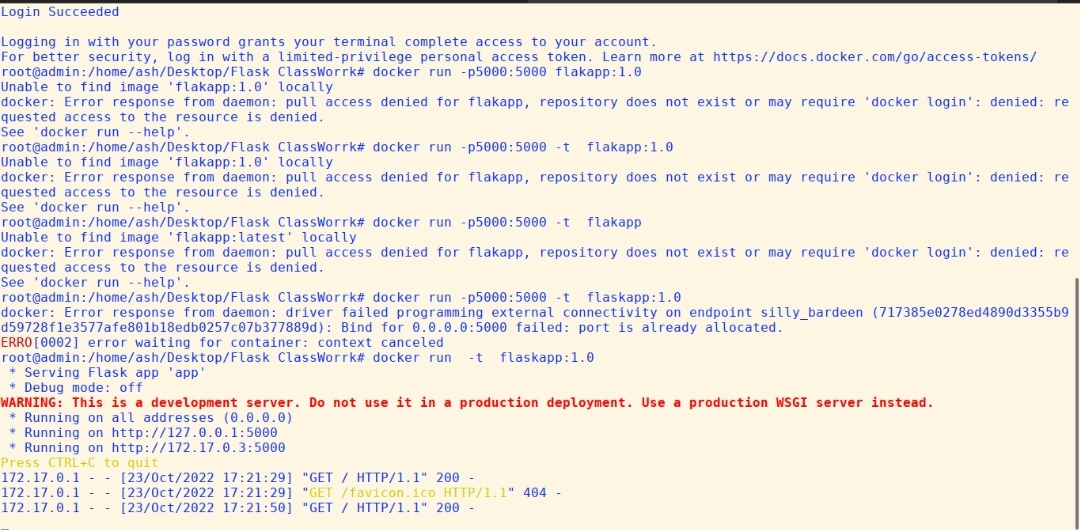 Login Succeeded
Logging in with your password grants your terminal complete access to your account.
For better security, log in with a limited-privilege personal access token. Learn more at https://docs.docker.com/go/access-tokens/
root@admin:/home/ash/Desktop/Flask ClassWorrk# docker run -p5000:5000 flakapp:1.0
Unable to find image 'flakapp:1.0' locally
docker: Error response from daemon: pull access denied for flakapp, repository does not exist or may require 'docker login': denied: re
quested access to the resource is denied.
See 'docker run --help'.
root@admin:/home/ash/Desktop/Flask ClassWorrk# docker run -p5000:5000 -t  flakapp:1.0
Unable to find image 'flakapp:1.0' locally
docker: Error response from daemon: pull access denied for flakapp, repository does not exist or may require 'docker login': denied: re
quested access to the resource is denied.
See 'docker run --help'.
root@admin:/home/ash/Desktop/Flask ClassWorrk# docker run -p5000:5000 -t  flakapp
Unable to find image 'flakapp:latest' locally
docker: Error response from daemon: pull access denied for flakapp, repository does not exist or may require 'docker login': denied: re
quested access to the resource is denied.
See 'docker run --help'.
root@admin:/home/ash/Desktop/Flask ClassWorrk# docker run -p5000:5000 -t  flaskapp:1.0
docker: Error response from daemon: driver failed programming external connectivity on endpoint silly_bardeen (717385e0278ed4890d3355b9
d59728f1e3577afe801b18edb0257c07b377889d): Bind for 0.0.0.0:5000 failed: port is already allocated.
ERRO[0002] error waiting for container: context canceled
root@admin:/home/ash/Desktop/Flask ClassWorrk# docker run  -t  flaskapp:1.0
 * Serving Flask app 'app'
 * Debug mode: off
WARNING: This is a development server. Do not use it in a production deployment. Use a production WSGI server instead.
 * Running on all addresses (0.0.0.0)
 * Running on http://127.0.0.1:5000
 * Running on http://172.17.0.3:5000
Press CTRL+C to quit
172.17.0.1 - - [23/Oct/2022 17:21:29] "GET / HTTP/1.1" 200 -
172.17.0.1 - - [23/Oct/2022 17:21:29] "GET /favicon.ico HTTP/1.1" 404 -
172.17.0.1 - - [23/Oct/2022 17:21:50] "GET / HTTP/1.1" 200 -